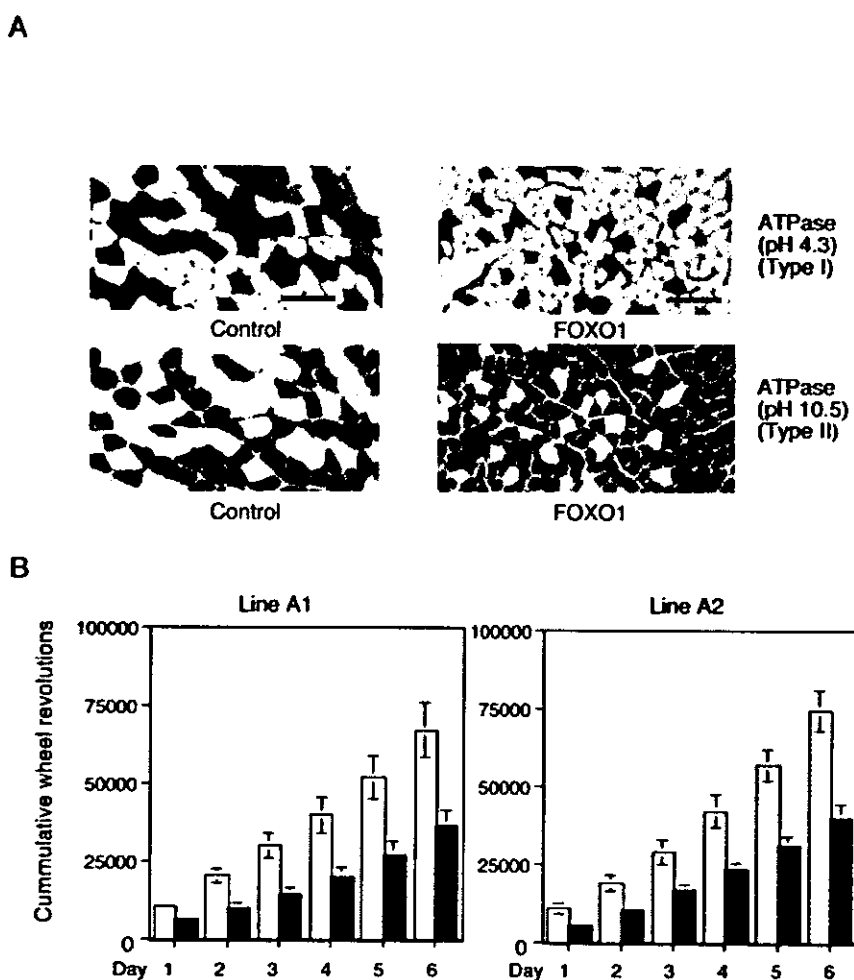 A
ATPase
(pH 4.3)
(Type I)
Control
FOXO1
ATPase
(pH 10.5)
(Type II)
Control
FOXO1
B
Line A1
Line A2
Cummulative wheel revolutions
100000
75000
50000
25000
0
100000
75000
50000
25000
0
Day 1 2 3 4 5 6
Day 1 2 3 4 5 6